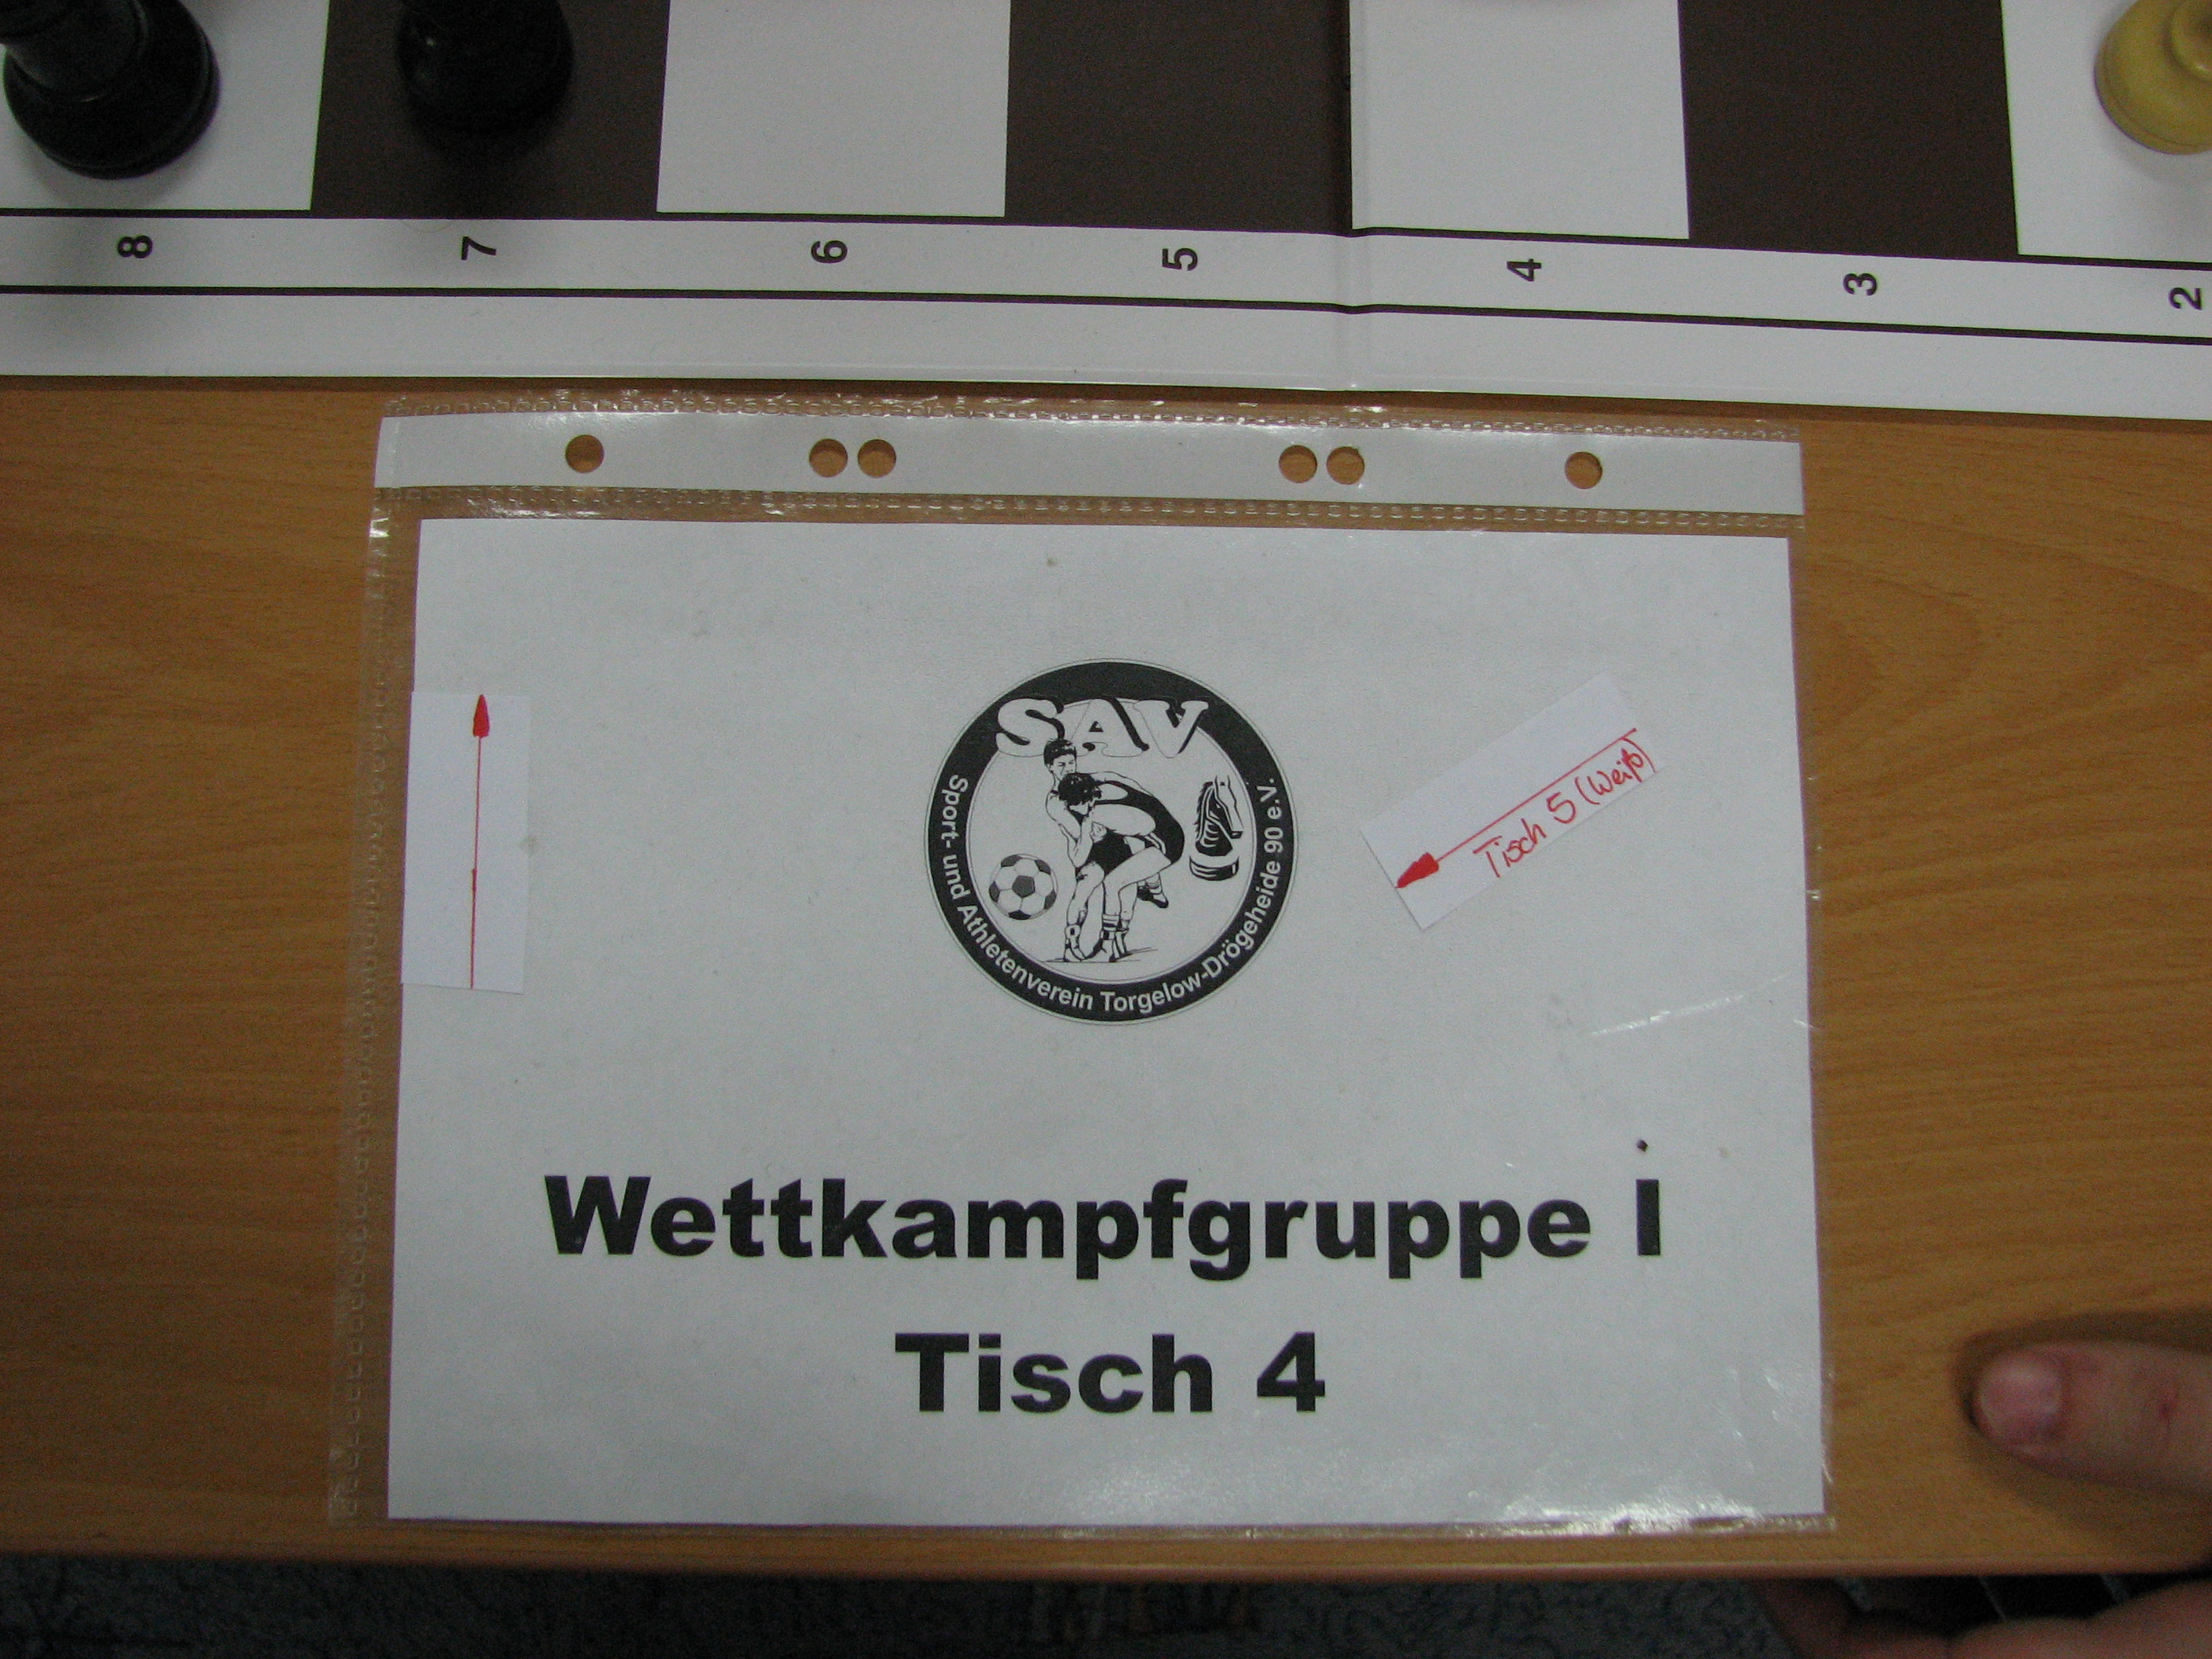 8 7 6 5 4 3 2
SAV
Sport- und Athletenverein Torgelow-Drögeheide 90 e.V.
Tisch 5 (Weiß)
Wettkampfgruppe I
Tisch 4